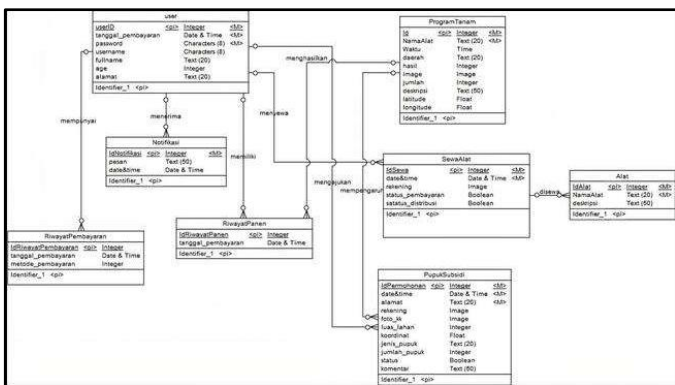 user
userID <pi> Integer <M>
tanggal_pembayaran Date & Time <M>
password Characters (8) <M>
username Characters (8)
fullname Text (20)
age Integer
alamat Text (20)
Identifier_1 <pi>
ProgramTanam
Id <pi> Integer <M>
NamaAlat Text (20) <M>
Waktu Time
daerah Text (20)
hasil Integer
image Image
jumlah Integer
deskripsi Text (50)
latitude Float
longitude Float
Identifier_1 <pi>
menghasilkan
mempunyai
menerima
memiliki
menyewa
mengajukan
mempengaruhi
Notifikasi
IdNotifikasi <pi> Integer <M>
pesan Text (50)
date&time Date & Time
Identifier_1 <pi>
SewaAlat
IdSewa <pi> Integer <M>
date&time Date & Time <M>
rekening Image
status_pembayaran Boolean
satatus_distribusi Boolean
Identifier_1 <pi>
disewa
Alat
IdAlat <pi> Integer <M>
NamaAlat Text (20) <M>
deskripsi Text (50)
Identifier_1 <pi>
RiwayatPembayaran
IdRiwayatPembayaran <pi> Integer
tanggal_pembayaran Date & Time
metode_pembayaran Integer
Identifier_1 <pi>
RiwayatPanen
IdRiwayatPanen <pi> Integer
tanggal_pembayaran Date & Time
Identifier_1 <pi>
PupukSubsidi
IdPermohonan <pi> Integer <M>
date&time Date & Time <M>
alamat Text (20) <M>
rekening Image
foto_kk Image
luas_lahan Integer
koordinat Float
jenis_pupuk Text (20)
jumlah_pupuk Integer
status Boolean
komentar Text (50)
Identifier_1 <pi>